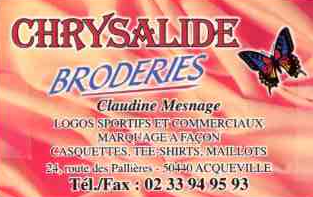 CHRYSALIDE
BRODERIES
Claudine Mesnage
LOGOS SPORTIFS ET COMMERCIAUX
MARQUAGE A FAÇON
CASQUETTES, TEE-SHIRTS, MAILLOTS
24, route des Pallières - 50440 ACQUEVILLE
Tél./Fax : 02 33 94 95 93